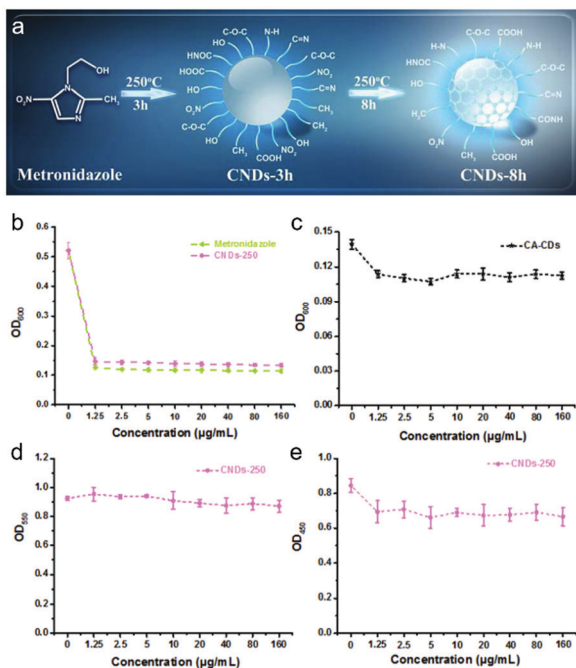 a
C-O-C
N-H
HO
C=N
HNOC
C-O-C
HOOC
NO₂
HO
C=N
O₂N
CH₃
C-O-C
CH₂
HO
NO₂
CH₃
COOH
OH
O₂N
N
N
CH₃
250°C
3h
250°C
8h
C-O-C
COOH
H-N
NO₂
HNOC
C-O-C
HO
C=N
H₃C
CONH
O₂N
OH
CH₃
COOH
Metronidazole
CNDs-3h
CNDs-8h
b
0.6
0.5
0.4
0.3
0.2
0.1
0.0
OD₆₀₀
Metronidazole
CNDs-250
0 1.25 2.5 5 10 20 40 80 160
Concentration (µg/mL)
c
0.15
0.12
0.09
0.06
0.03
0.00
OD₆₀₀
CA-CDs
0 1.25 2.5 5 10 20 40 80 160
Concentration (µg/mL)
d
1.2
1.0
0.8
0.6
0.4
0.2
0.0
OD₅₅₀
CNDs-250
0 1.25 2.5 5 10 20 40 80 160
Concentration (µg/mL)
e
1.0
0.8
0.6
0.4
0.2
0.0
OD₄₅₀
CNDs-250
0 1.25 2.5 5 10 20 40 80 160
Concentration (µg/mL)